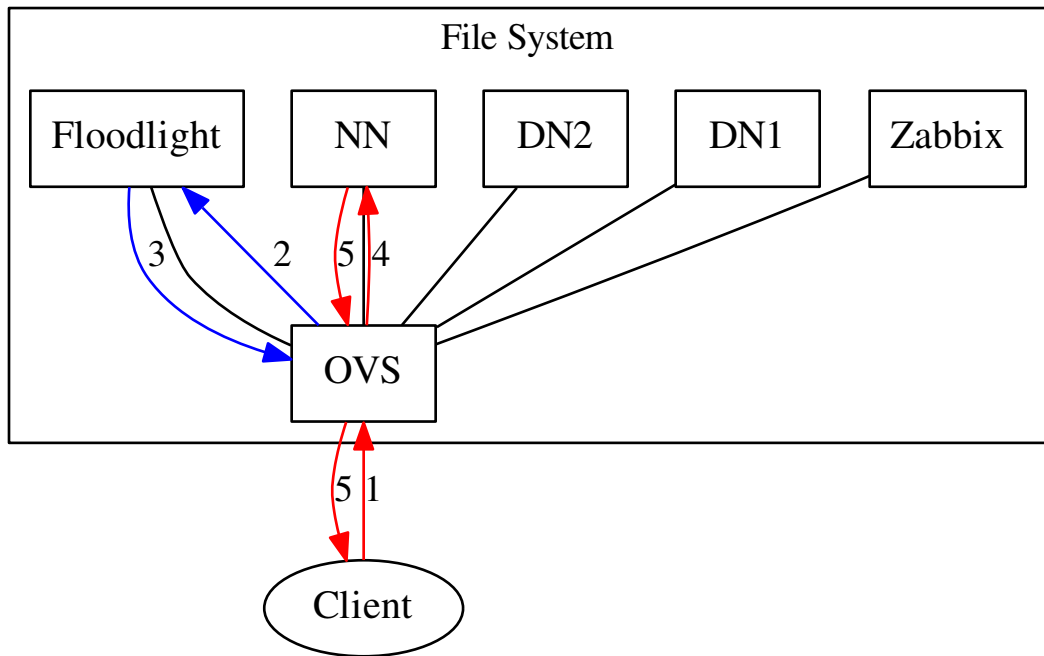 File System
Floodlight
NN
DN2
DN1
Zabbix
3
2
5
4
OVS
5
1
Client